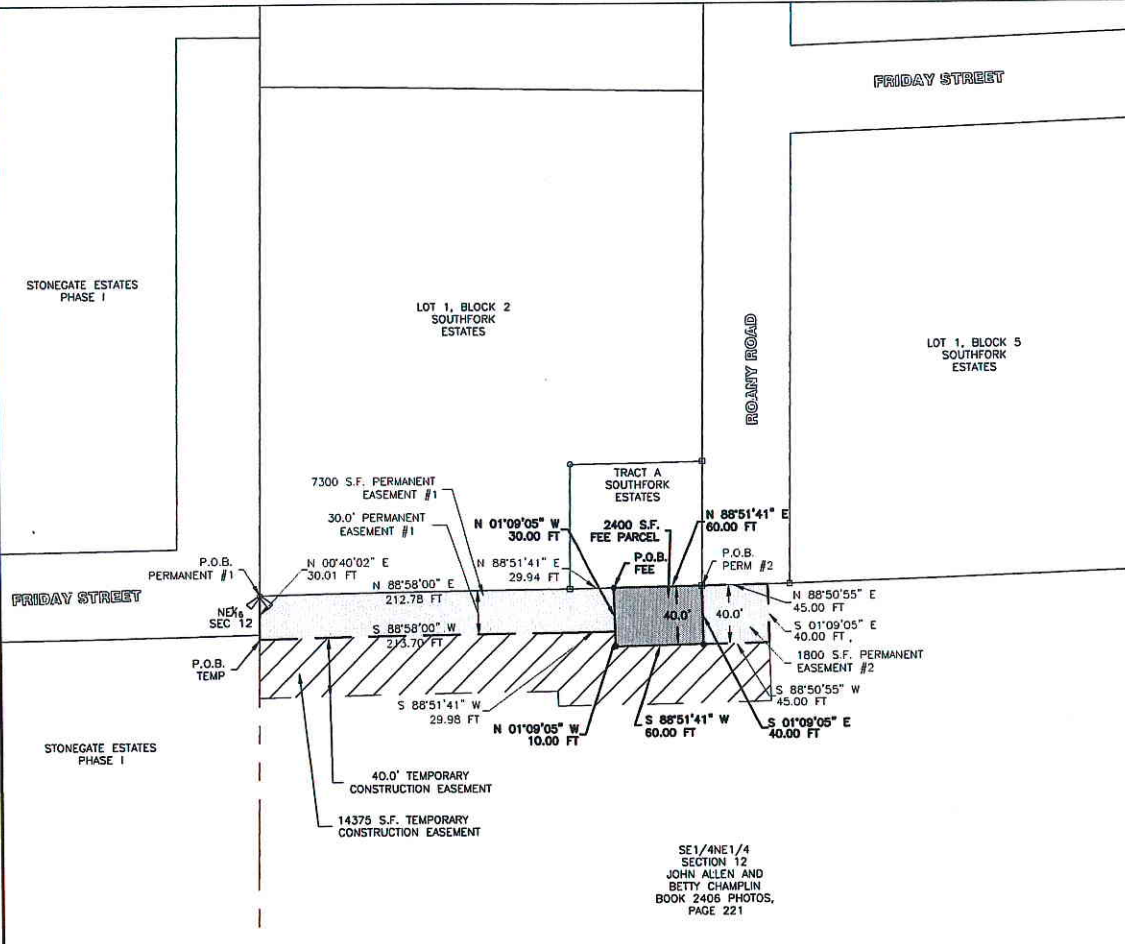 FRIDAY STREET
STONEGATE ESTATES
PHASE I
LOT 1, BLOCK 2
SOUTHFORK
ESTATES
ROANY ROAD
LOT 1, BLOCK 5
SOUTHFORK
ESTATES
TRACT A
SOUTHFORK
ESTATES
7300 S.F. PERMANENT
EASEMENT #1
30.0' PERMANENT
EASEMENT #1
N 01°09'05" W
30.00 FT
2400 S.F.
FEE PARCEL
N 88°51'41" E
60.00 FT
P.O.B.
PERMANENT #1
N 00°40'02" E
30.01 FT
N 88°58'00" E
212.78 FT
N 88°51'41" E
29.94 FT
P.O.B.
FEE
P.O.B.
PERM #2
FRIDAY STREET
NE1/16
SEC 12
N 88°50'55" E
45.00 FT
40.0'
40.0'
S 01°09'05" E
40.00 FT
S 88°58'00" W
213.70 FT
1800 S.F. PERMANENT
EASEMENT #2
P.O.B.
TEMP
S 88°50'55" W
45.00 FT
S 88°51'41" W
29.98 FT
N 01°09'05" W
10.00 FT
S 88°51'41" W
60.00 FT
S 01°09'05" E
40.00 FT
STONEGATE ESTATES
PHASE I
40.0' TEMPORARY
CONSTRUCTION EASEMENT
14375 S.F. TEMPORARY
CONSTRUCTION EASEMENT
SE1/4NE1/4
SECTION 12
JOHN ALLEN AND
BETTY CHAMPLIN
BOOK 2406 PHOTOS,
PAGE 221